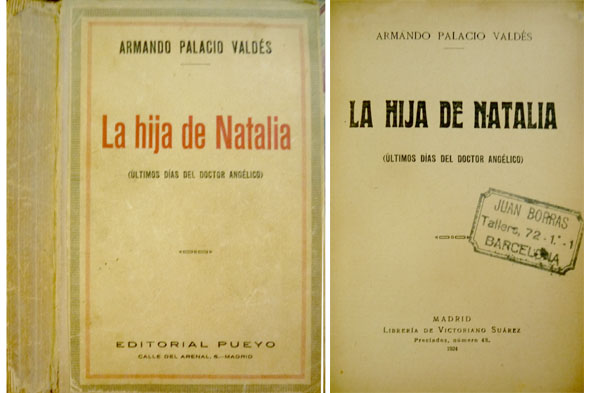 ARMANDO PALACIO VALDÉS
La hija de Natalia
(ÚLTIMOS DÍAS DEL DOCTOR ANGÉLICO)
EDITORIAL PUEYO
CALLE DEL ARENAL, 6.-MADRID
ARMANDO PALACIO VALDÉS
LA HIJA DE NATALIA
(ÚLTIMOS DÍAS DEL DOCTOR ANGÉLICO)
JUAN BORRAS
Tallers, 72-1.°-1
BARCELONA
MADRID
LIBRERÍA DE VICTORIANO SUÁREZ
Preciados, número 48.
1924